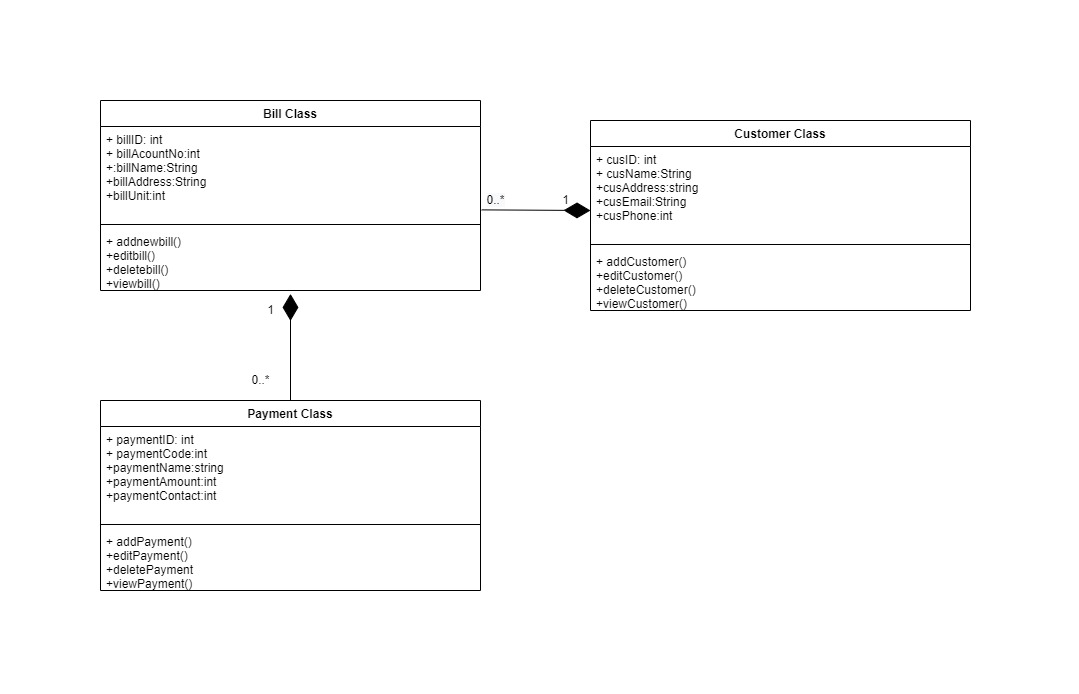 Bill Class
+ billID: int
+ billAcountNo:int
+:billName:String
+billAddress:String
+billUnit:int
+ addnewbill()
+editbill()
+deletebill()
+viewbill()
0..*
1
Customer Class
+ cusID: int
+ cusName:String
+cusAddress:string
+cusEmail:String
+cusPhone:int
+ addCustomer()
+editCustomer()
+deleteCustomer()
+viewCustomer()
1
0..*
Payment Class
+ paymentID: int
+ paymentCode:int
+paymentName:string
+paymentAmount:int
+paymentContact:int
+ addPayment()
+editPayment()
+deletePayment
+viewPayment()